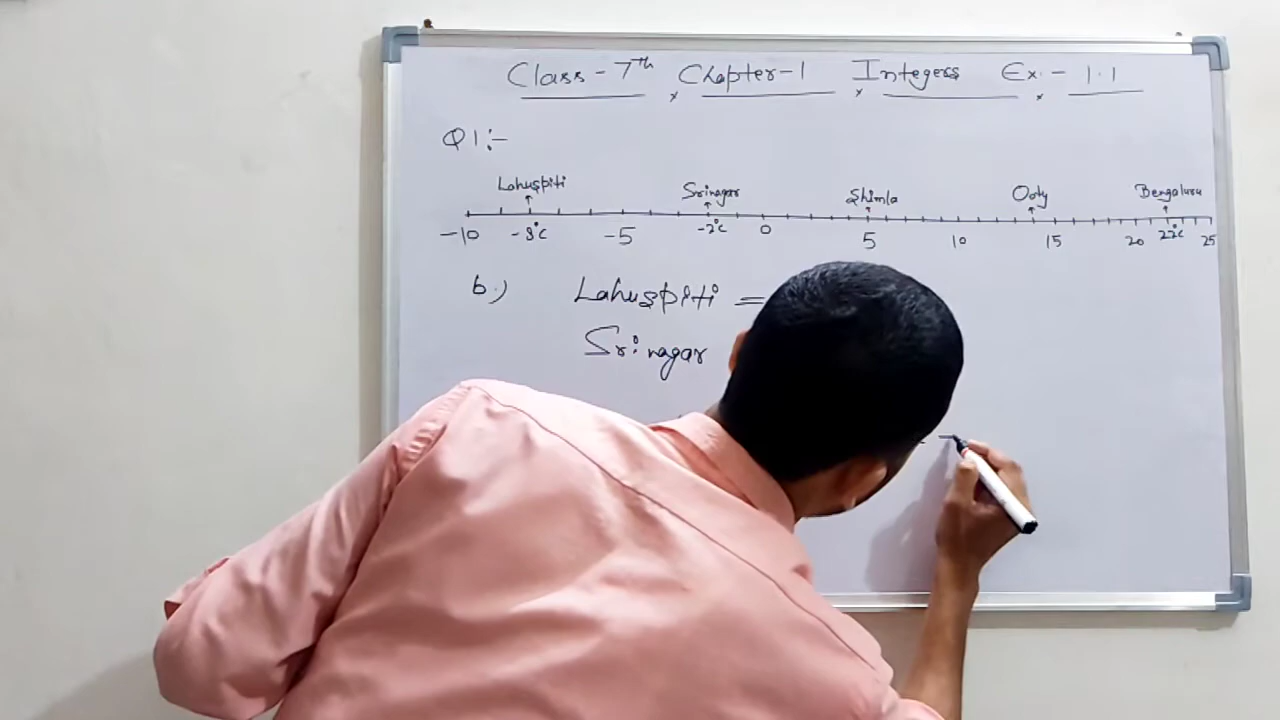 Class - 7th Chapter-1 Integers Ex. - 1.1
Q1:-
Lahuspiti Srinagar Shimla Ooty Bengaluru
-10 -8°C -5 -2°C 0 5 10 15 20 22°C 25
b.) Lahuspiti =
Srinagar